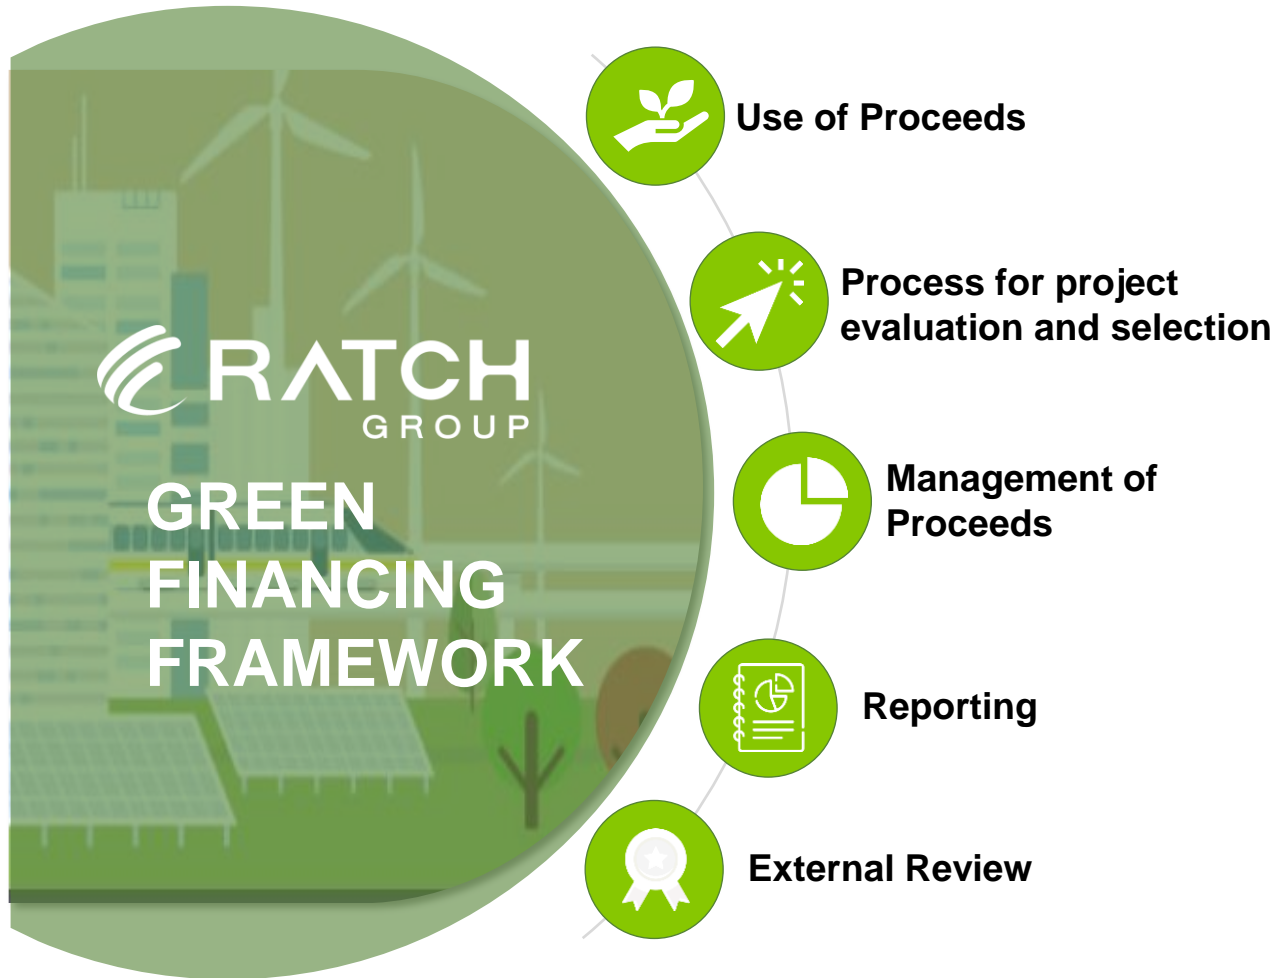 RATCH
GROUP
GREEN
FINANCING
FRAMEWORK
Use of Proceeds
Process for project
evaluation and selection
Management of
Proceeds
Reporting
External Review